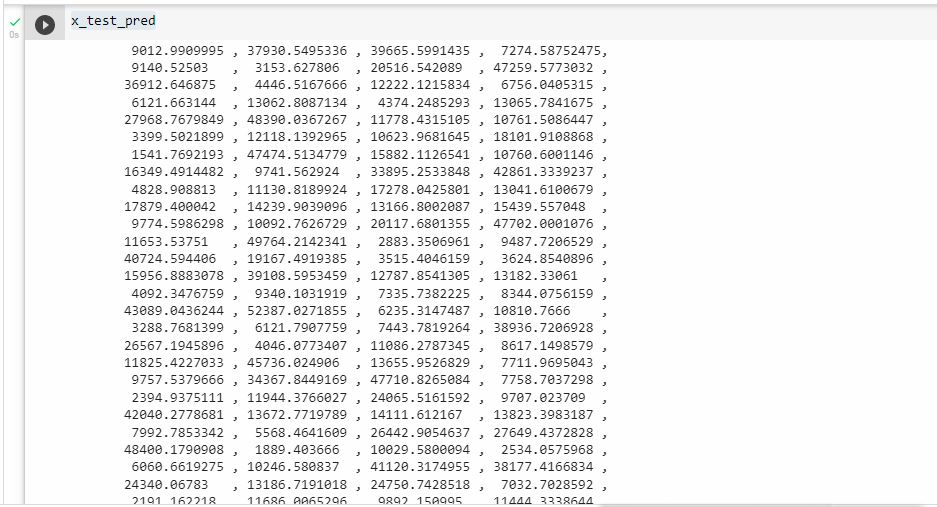 x_test_pred
0s
9012.9909995 , 37930.5495336 , 39665.5991435 , 7274.58752475,
9140.52503 , 3153.627806 , 20516.542089 , 47259.5773032 ,
36912.646875 , 4446.5167666 , 12222.1215834 , 6756.0405315 ,
6121.663144 , 13062.8087134 , 4374.2485293 , 13065.7841675 ,
27968.7679849 , 48390.0367267 , 11778.4315105 , 10761.5086447 ,
3399.5021899 , 12118.1392965 , 10623.9681645 , 18101.9108868 ,
1541.7692193 , 47474.5134779 , 15882.1126541 , 10760.6001146 ,
16349.4914482 , 9741.562924 , 33895.2533848 , 42861.3339237 ,
4828.908813 , 11130.8189924 , 17278.0425801 , 13041.6100679 ,
17879.400042 , 14239.9039096 , 13166.8002087 , 15439.557048 ,
9774.5986298 , 10092.7626729 , 20117.6801355 , 47702.0001076 ,
11653.53751 , 49764.2142341 , 2883.3506961 , 9487.7206529 ,
40724.594406 , 19167.4919385 , 3515.4046159 , 3624.8540896 ,
15956.8883078 , 39108.5953459 , 12787.8541305 , 13182.33061 ,
4092.3476759 , 9340.1031919 , 7335.7382225 , 8344.0756159 ,
43089.0436244 , 52387.0271855 , 6235.3147487 , 10810.7666 ,
3288.7681399 , 6121.7907759 , 7443.7819264 , 38936.7206928 ,
26567.1945896 , 4046.0773407 , 11086.2787345 , 8617.1498579 ,
11825.4227033 , 45736.024906 , 13655.9526829 , 7711.9695043 ,
9757.5379666 , 34367.8449169 , 47710.8265084 , 7758.7037298 ,
2394.9375111 , 11944.3766027 , 24065.5161592 , 9707.023709 ,
42040.2778681 , 13672.7719789 , 14111.612167 , 13823.3983187 ,
7992.7853342 , 5568.4641609 , 26442.9054637 , 27649.4372828 ,
48400.1790908 , 1889.403666 , 10029.5800094 , 2534.0575968 ,
6060.6619275 , 10246.580837 , 41120.3174955 , 38177.4166834 ,
24340.06783 , 13186.7191018 , 24750.7428518 , 7032.7028592 ,
2191.162218 , 11686.0065296 , 9892.150995 , 11444.3338644